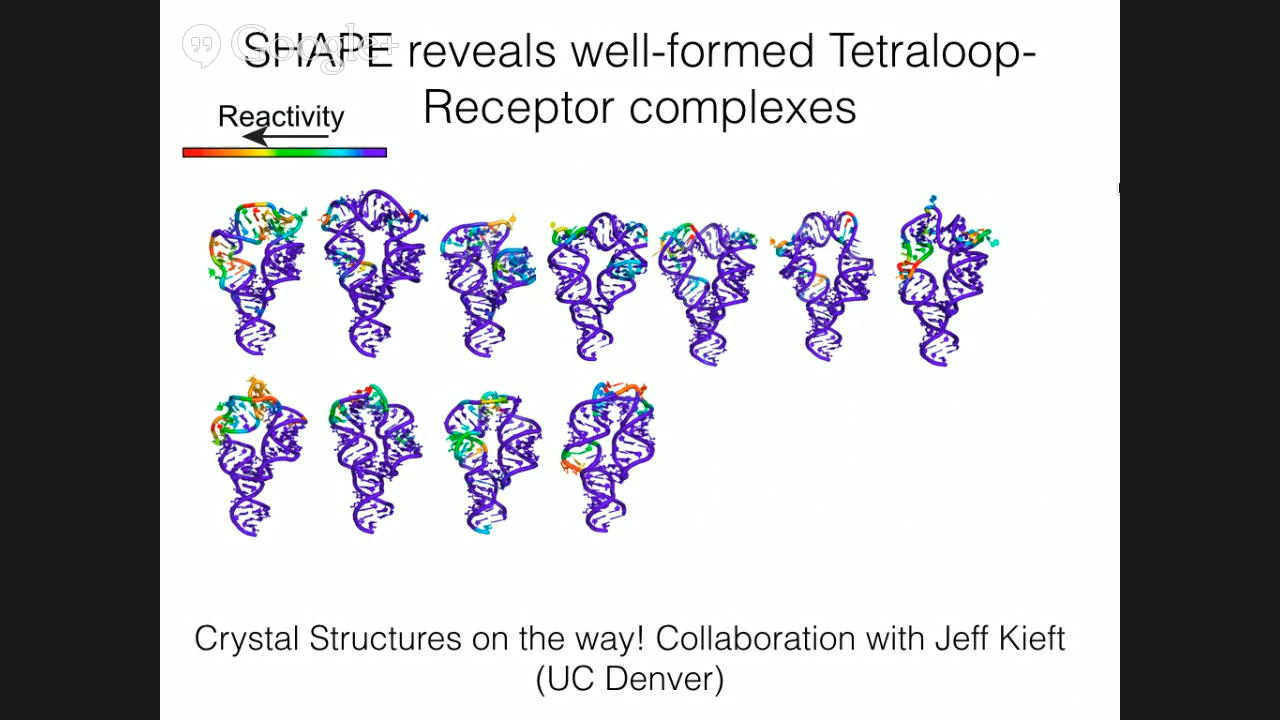 Google+
SHAPE reveals well-formed Tetraloop-
Receptor complexes
Reactivity
Crystal Structures on the way! Collaboration with Jeff Kieft
(UC Denver)